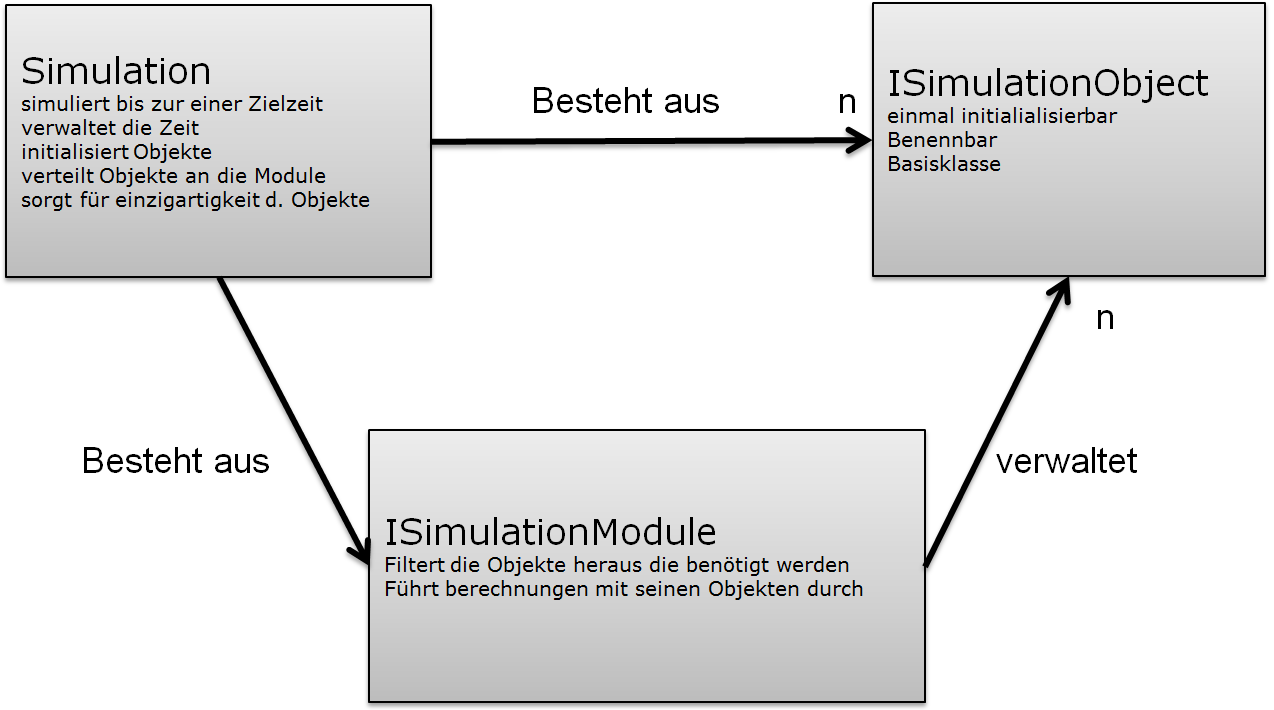 Simulation
simuliert bis zur einer Zielzeit
verwaltet die Zeit
initialisiert Objekte
verteilt Objekte an die Module
sorgt für einzigartigkeit d. Objekte
Besteht aus
n
ISimulationObject
einmal initialialisierbar
Benennbar
Basisklasse
n
Besteht aus
verwaltet
ISimulationModule
Filtert die Objekte heraus die benötigt werden
Führt berechnungen mit seinen Objekten durch